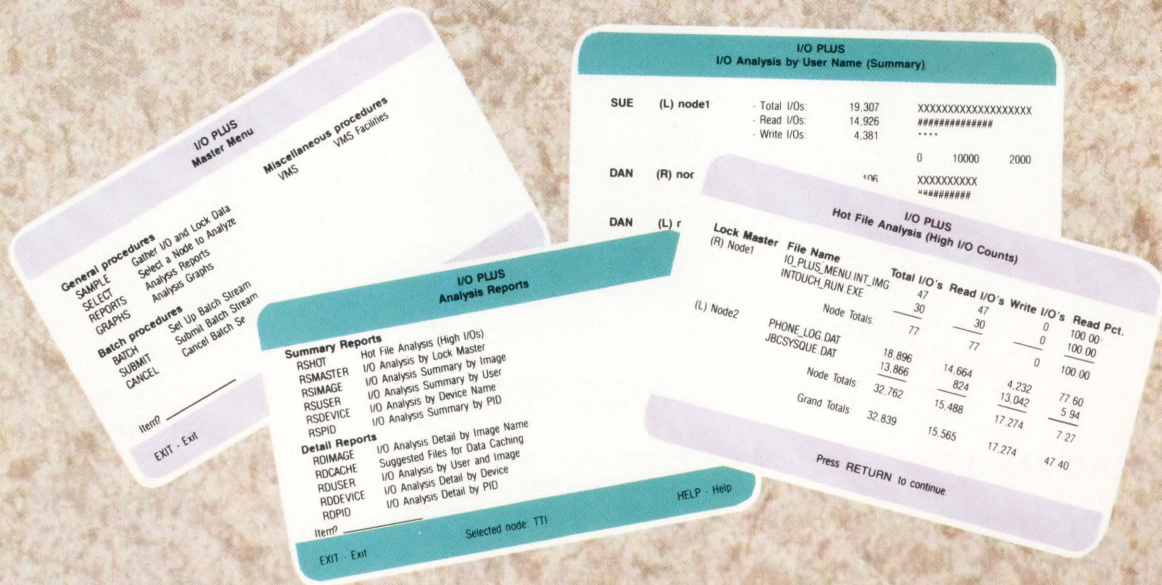 I/O PLUS
Master Menu
General procedures
SAMPLE Gather I/O and Lock Data
SELECT Select a Node to Analyze
REPORTS Analysis Reports
GRAPHS Analysis Graphs
Batch procedures
BATCH Set Up Batch Stream
SUBMIT Submit Batch Stream
CANCEL Cancel Batch
Miscellaneous procedures
VMS VMS Facilities
Item?
EXIT - Exit
I/O PLUS
I/O Analysis by User Name (Summary)
SUE (L) node1 - Total I/Os: 19,307 XXXXXXXXXXXXXXXXXXXX
- Read I/Os: 14,926 ##############
- Write I/Os: 4,381 ****
0 10000 2000
DAN (R) 106 XXXXXXXXXX
##########
DAN (L)
I/O PLUS
Analysis Reports
Summary Reports
RSHOT Hot File Analysis (High I/Os)
RSMASTER I/O Analysis by Lock Master
RSIMAGE I/O Analysis Summary by Image
RSUSER I/O Analysis Summary by User
RSDEVICE I/O Analysis by Device Name
RSPID I/O Analysis Summary by PID
Detail Reports
RDIMAGE I/O Analysis Detail by Image Name
RDCACHE Suggested Files for Data Caching
RDUSER I/O Analysis by User and Image
RDDEVICE I/O Analysis Detail by Device
RDPID I/O Analysis Detail by PID
Item?
EXIT - Exit Selected node: TTI HELP - Help
I/O PLUS
Hot File Analysis (High I/O Counts)
Lock Master File Name Total I/O's Read I/O's Write I/O's Read Pct.
(R) Node1 IO_PLUS_MENU.INT_IMG 47 47 0 100.00
INTOUCH_RUN.EXE 30 30 0 100.00
Node Totals 77 77 0 100.00
(L) Node2 PHONE_LOG.DAT 18,896 14,664 4,232 77.60
JBCSYSQUE.DAT 13,866 824 13,042 5.94
Node Totals 32,762 15,488 17,274 7.27
Grand Totals 32,839 15,565 17,274 47.40
Press RETURN to continue.